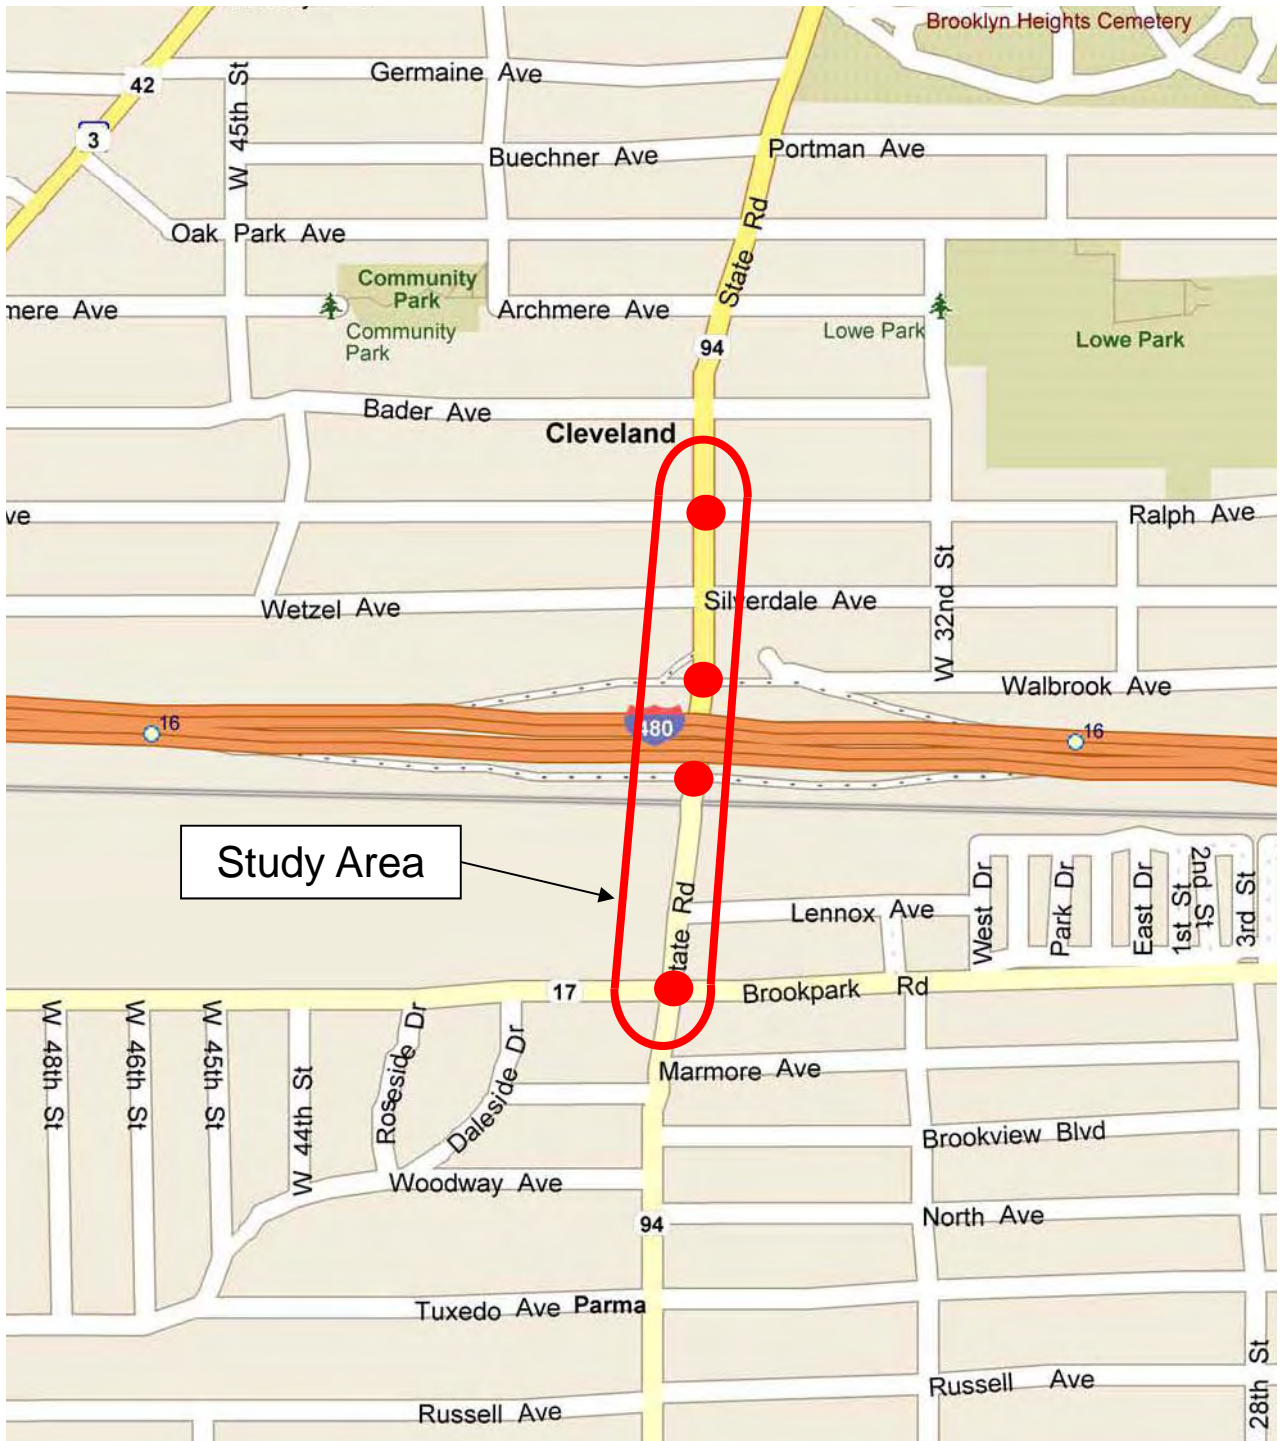 Brooklyn Heights Cemetery
Germaine Ave
42
W 45th St
3
Buechner Ave
Portman Ave
Oak Park Ave
State Rd
Community
Park
Community
Park
mere Ave
Archmere Ave
Lowe Park
Lowe Park
94
Bader Ave
Cleveland
ve
Ralph Ave
Wetzel Ave
Silverdale Ave
W 32nd St
Walbrook Ave
16
480
16
Study Area
Lennox Ave
West Dr
Park Dr
East Dr
1st St
2nd St
3rd St
tate Rd
17
Brookpark Rd
W 48th St
W 46th St
W 45th St
W 44th St
Roseside Dr
Daleside Dr
Marmore Ave
Brookview Blvd
Woodway Ave
94
North Ave
Tuxedo Ave
Parma
28th St
Russell Ave
Russell Ave